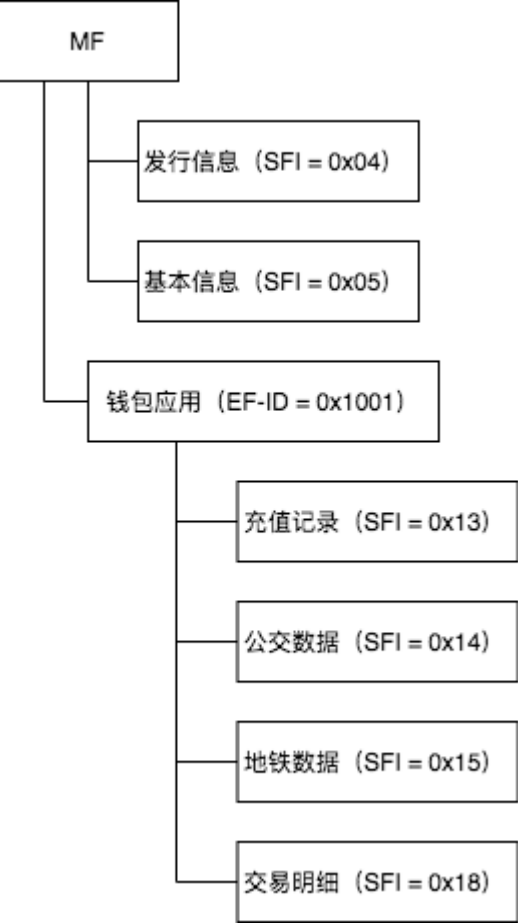 MF
发行信息（SFI = 0x04）
基本信息（SFI = 0x05）
钱包应用（EF-ID = 0x1001）
充值记录（SFI = 0x13）
公交数据（SFI = 0x14）
地铁数据（SFI = 0x15）
交易明细（SFI = 0x18）